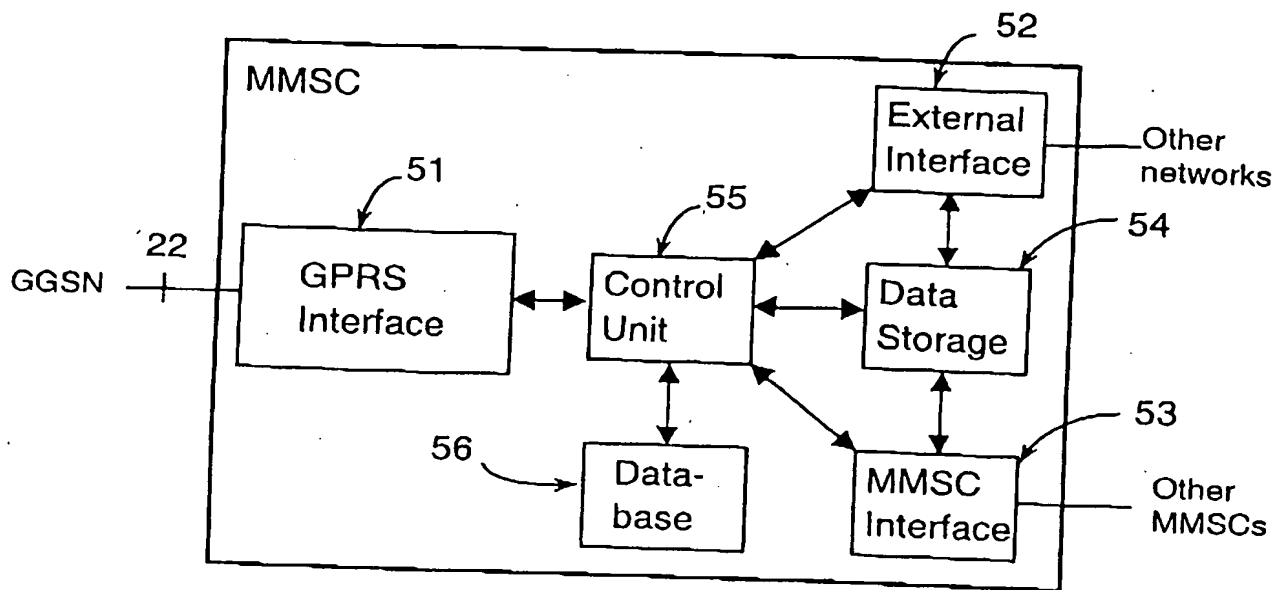 52
MMSC
External
Interface
Other
networks
51
55
54
22
GGSN
GPRS
Interface
Control
Unit
Data
Storage
53
56
Data-
base
MMSC
Interface
Other
MMSCs